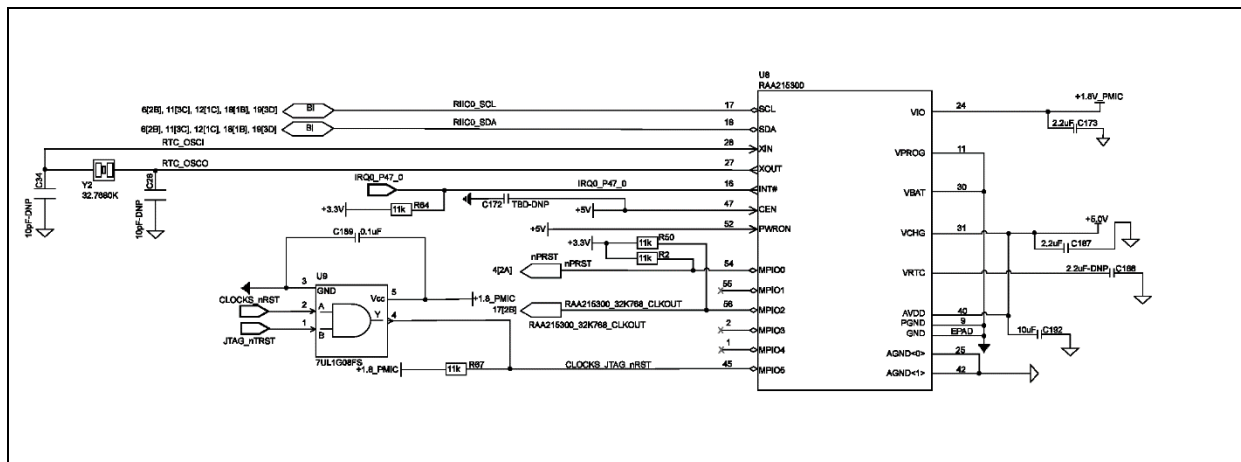 U8
RAA215300
6[2B], 11[3C], 12[1C], 18[1B], 19[3D] BI RIIC0_SCL 17 SCL
6[2B], 11[3C], 12[1C], 18[1B], 19[3D] BI RIIC0_SDA 18 SDA
RTC_OSCI 28 XIN
RTC_OSCO 27 XOUT
C34
10pF-DNP
Y2
32.7680K
C28
10pF-DNP
IRQ0_P47_0 IRQ0_P47_0 16 INT#
+3.3V 11k R64
C172 TBD-DNP
+5V 47 CEN
+5V 52 PWRON
+3.3V 11k R50
11k R2
4[2A] nPRST nPRST 54 MPIO0
55 MPIO1
17[2B] RAA215300_32K768_CLKOUT 56 MPIO2
RAA215300_32K768_CLKOUT
2 MPIO3
1 MPIO4
CLOCKS_JTAG_nRST 45 MPIO5
C189 0.1uF
U9
3 GND
Vcc 5 +1.8_PMIC
CLOCKS_nRST 2 A
JTAG_nTRST 1 B
Y 4
7UL1G08FS
+1.8_PMIC 11k R67
VIO 24 +1.8V_PMIC
2.2uF C173
VPROG 11
VBAT 30
VCHG 31 +5.0V
2.2uF C187
VRTC 2.2uF-DNP C186
AVDD 40
PGND 9
GND EPAD
10uF C192
AGND<0> 25
AGND<1> 42